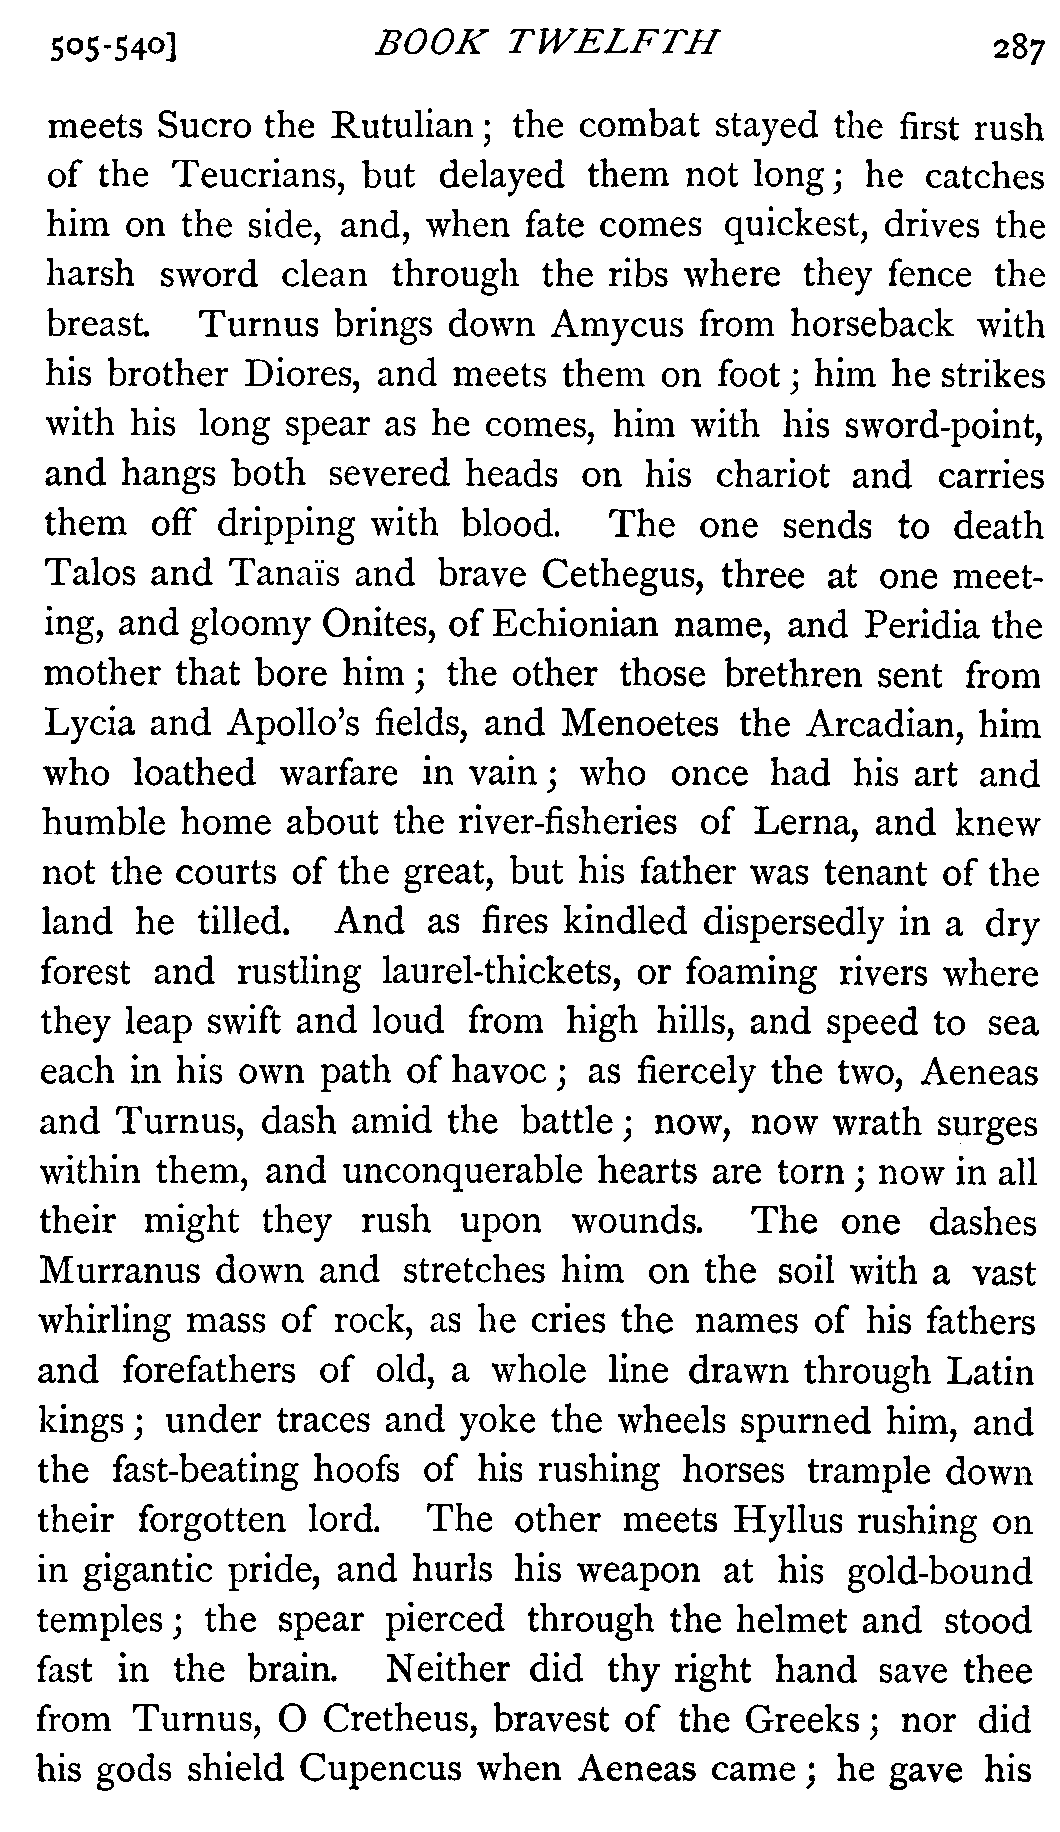 505-540] BOOK TWELFTH 287
meets Sucro the Rutulian; the combat stayed the first rush
of the Teucrians, but delayed them not long; he catches
him on the side, and, when fate comes quickest, drives the
harsh sword clean through the ribs where they fence the
breast. Turnus brings down Amycus from horseback with
his brother Diores, and meets them on foot; him he strikes
with his long spear as he comes, him with his sword-point,
and hangs both severed heads on his chariot and carries
them off dripping with blood. The one sends to death
Talos and Tanaïs and brave Cethegus, three at one meet-
ing, and gloomy Onites, of Echionian name, and Peridia the
mother that bore him; the other those brethren sent from
Lycia and Apollo's fields, and Menoetes the Arcadian, him
who loathed warfare in vain; who once had his art and
humble home about the river-fisheries of Lerna, and knew
not the courts of the great, but his father was tenant of the
land he tilled. And as fires kindled dispersedly in a dry
forest and rustling laurel-thickets, or foaming rivers where
they leap swift and loud from high hills, and speed to sea
each in his own path of havoc; as fiercely the two, Aeneas
and Turnus, dash amid the battle; now, now wrath surges
within them, and unconquerable hearts are torn; now in all
their might they rush upon wounds. The one dashes
Murranus down and stretches him on the soil with a vast
whirling mass of rock, as he cries the names of his fathers
and forefathers of old, a whole line drawn through Latin
kings; under traces and yoke the wheels spurned him, and
the fast-beating hoofs of his rushing horses trample down
their forgotten lord. The other meets Hyllus rushing on
in gigantic pride, and hurls his weapon at his gold-bound
temples; the spear pierced through the helmet and stood
fast in the brain. Neither did thy right hand save thee
from Turnus, O Cretheus, bravest of the Greeks; nor did
his gods shield Cupencus when Aeneas came; he gave his